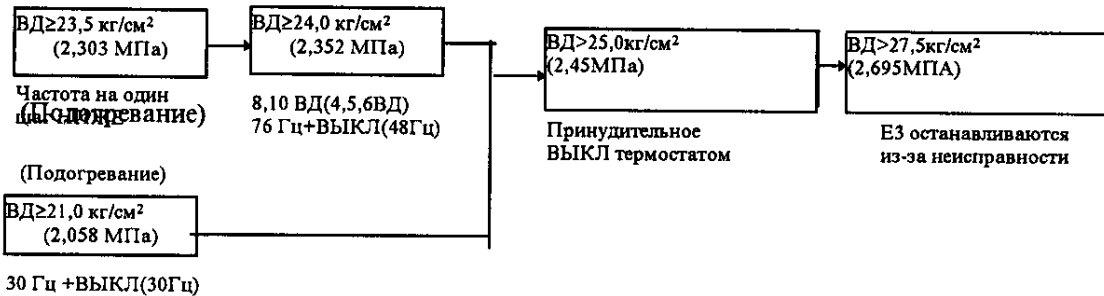 ВД≥23,5 кг/см²
(2,303 МПа)
Частота на один
НИЖЕ
(Подогревание)
ВД≥24,0 кг/см²
(2,352 МПа)
8,10 ВД(4,5,6ВД)
76 Гц+ВЫКЛ(48Гц)
ВД>25,0кг/см²
(2,45МПа)
Принудительное
ВЫКЛ термостатом
ВД>27,5кг/см²
(2,695МПА)
Е3 останавливаются
из-за неисправности
(Подогревание)
ВД≥21,0 кг/см²
(2,058 МПа)
30 Гц +ВЫКЛ(30Гц)